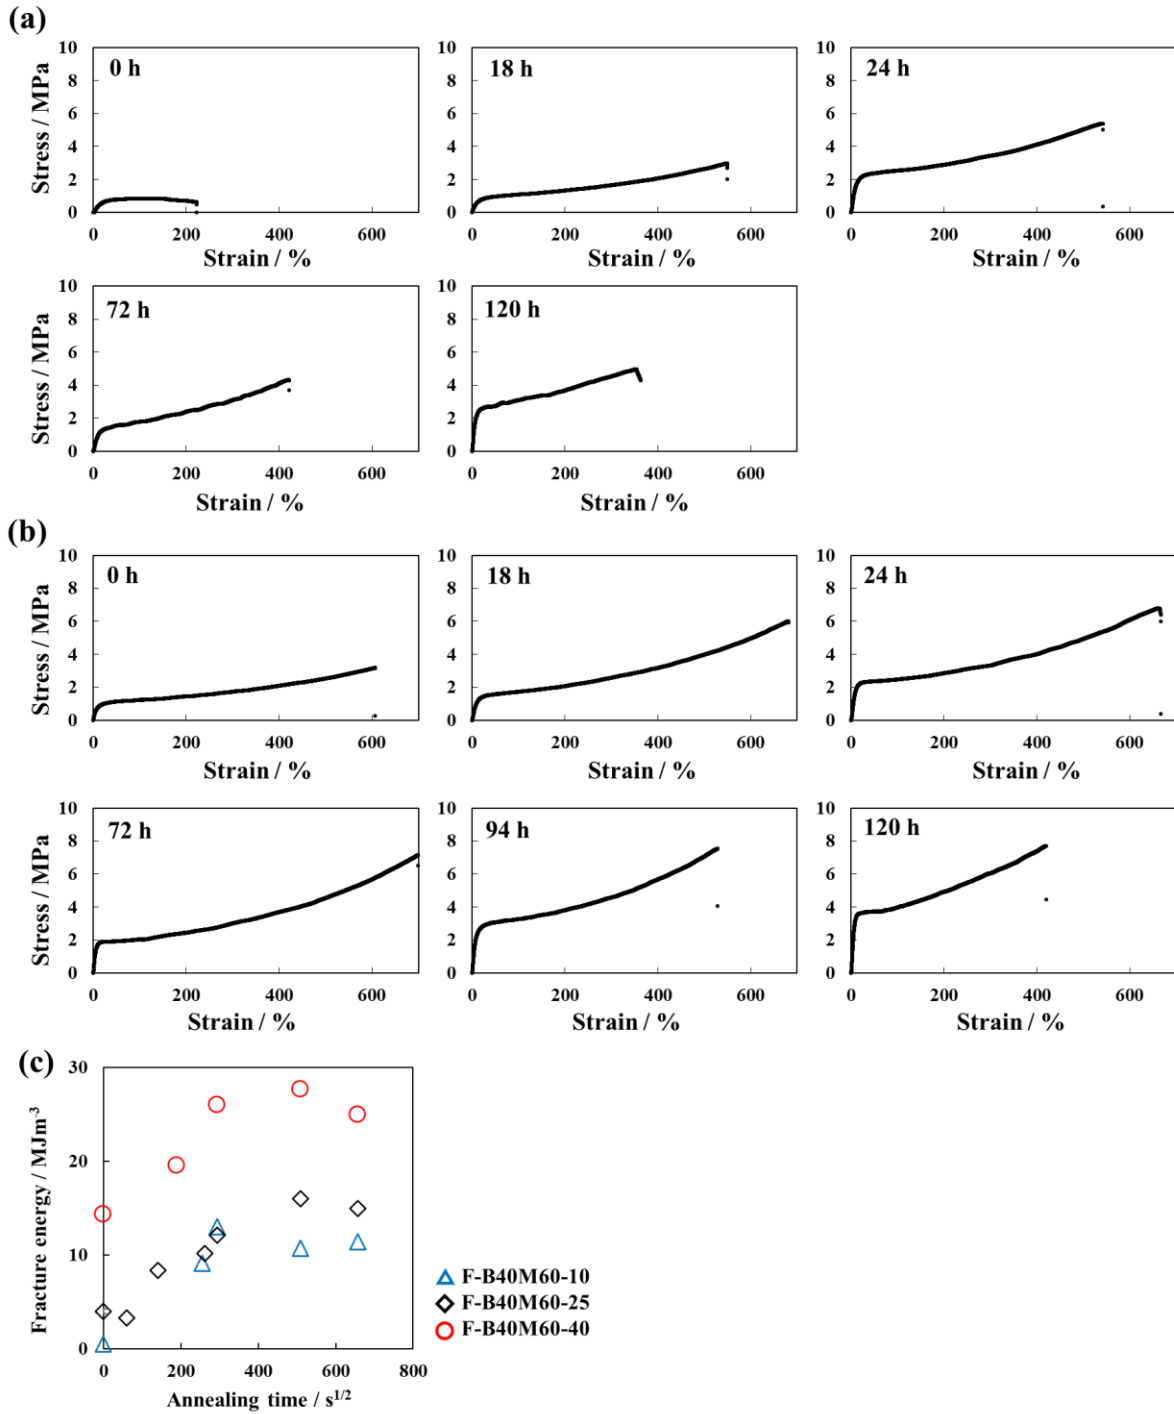 (a)
10
8
6
4
2
0
0 h
0 200 400 600
Strain / %
Stress / MPa
10
8
6
4
2
0
18 h
0 200 400 600
Strain / %
10
8
6
4
2
0
24 h
0 200 400 600
Strain / %
10
8
6
4
2
0
72 h
0 200 400 600
Strain / %
Stress / MPa
10
8
6
4
2
0
120 h
0 200 400 600
Strain / %
(b)
10
8
6
4
2
0
0 h
0 200 400 600
Strain / %
Stress / MPa
10
8
6
4
2
0
18 h
0 200 400 600
Strain / %
10
8
6
4
2
0
24 h
0 200 400 600
Strain / %
10
8
6
4
2
0
72 h
0 200 400 600
Strain / %
Stress / MPa
10
8
6
4
2
0
94 h
0 200 400 600
Strain / %
10
8
6
4
2
0
120 h
0 200 400 600
Strain / %
(c)
30
20
10
0
Fracture energy / MJm⁻³
0 200 400 600 800
Annealing time / s¹ᐟ²
F-B40M60-10
F-B40M60-25
F-B40M60-40